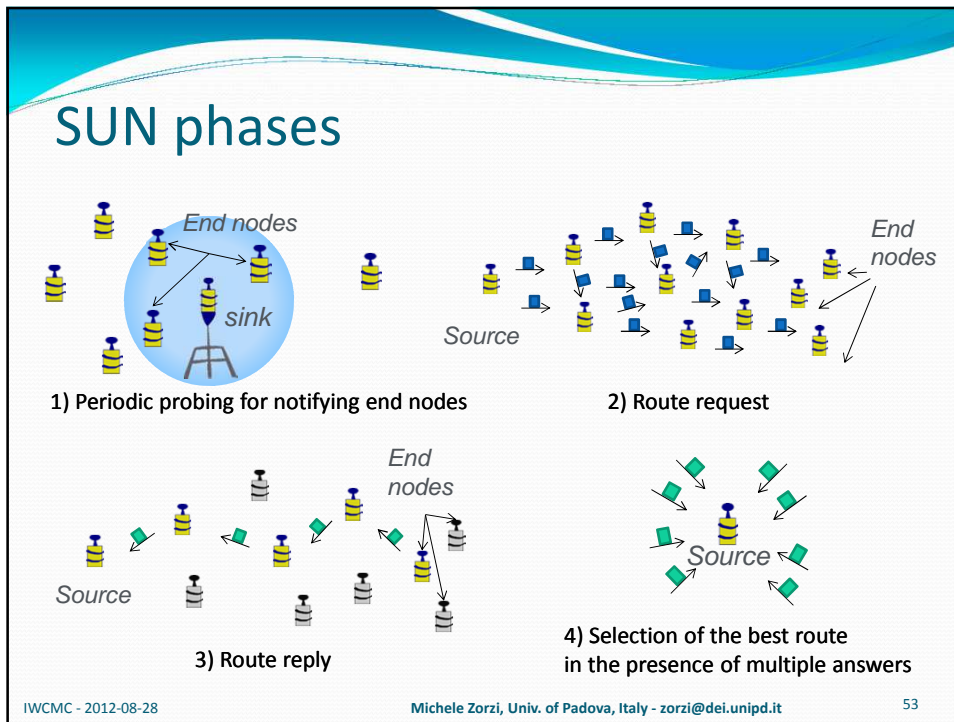 SUN phases
End nodes
sink
1) Periodic probing for notifying end nodes
End
nodes
Source
2) Route request
End
nodes
Source
3) Route reply
Source
4) Selection of the best route
in the presence of multiple answers
IWCMC - 2012-08-28
Michele Zorzi, Univ. of Padova, Italy - zorzi@dei.unipd.it
53